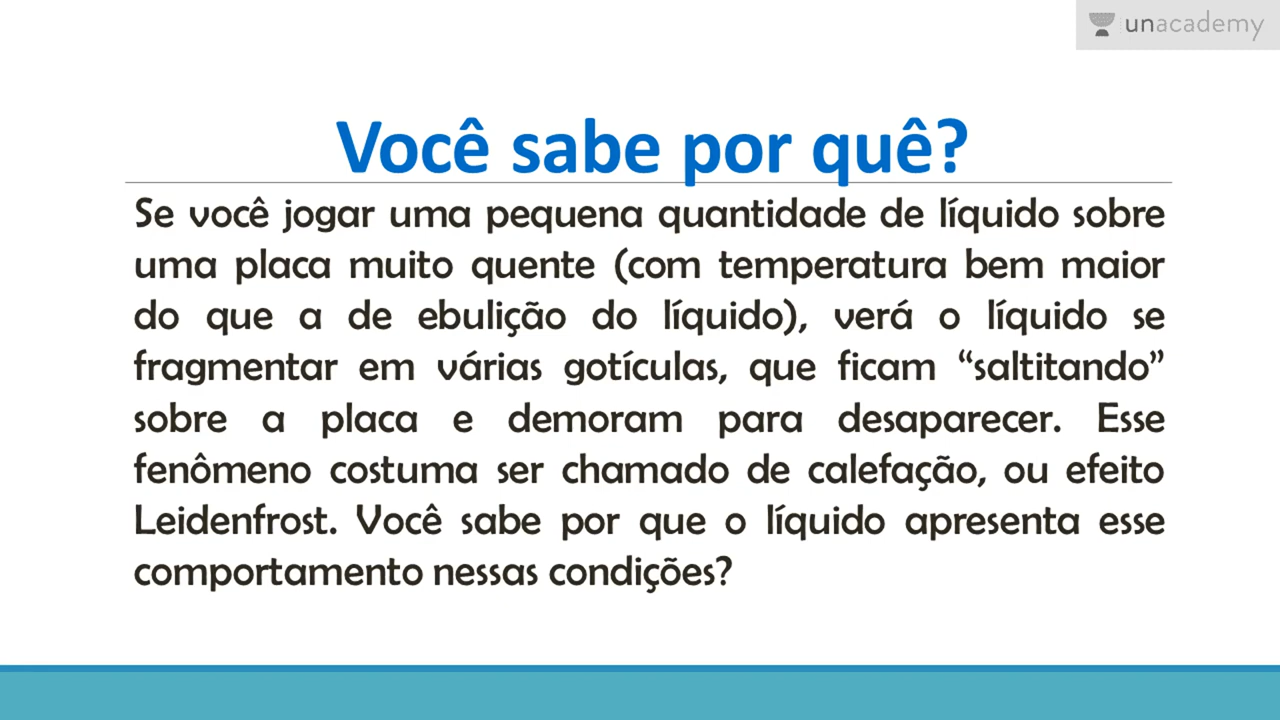 unacademy
Você sabe por quê?
Se você jogar uma pequena quantidade de líquido sobre
uma placa muito quente (com temperatura bem maior
do que a de ebulição do líquido), verá o líquido se
fragmentar em várias gotículas, que ficam “saltitando”
sobre a placa e demoram para desaparecer. Esse
fenômeno costuma ser chamado de calefação, ou efeito
Leidenfrost. Você sabe por que o líquido apresenta esse
comportamento nessas condições?